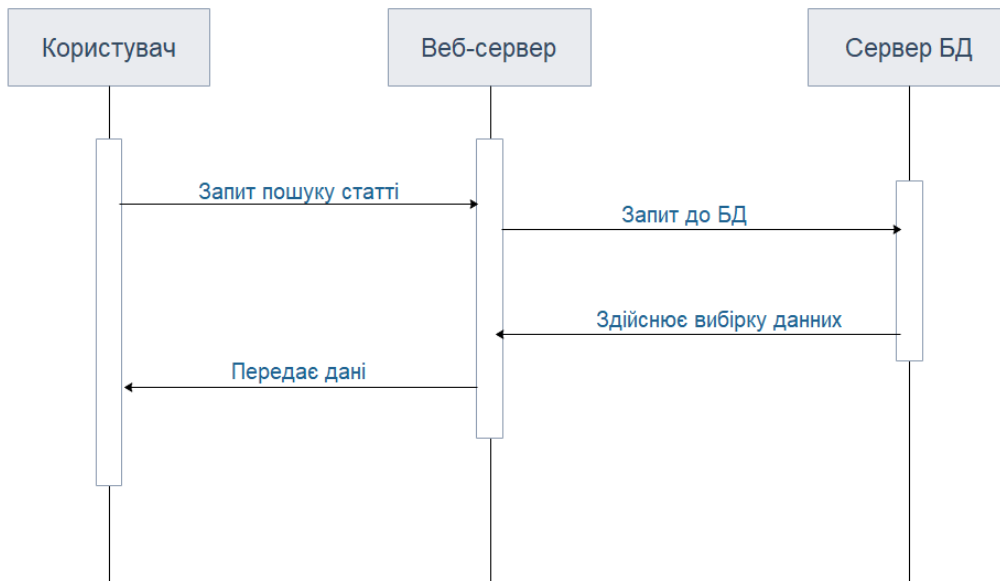 Користувач
Веб-сервер
Сервер БД
Запит пошуку статті
Запит до БД
Здійснює вибірку данних
Передає дані